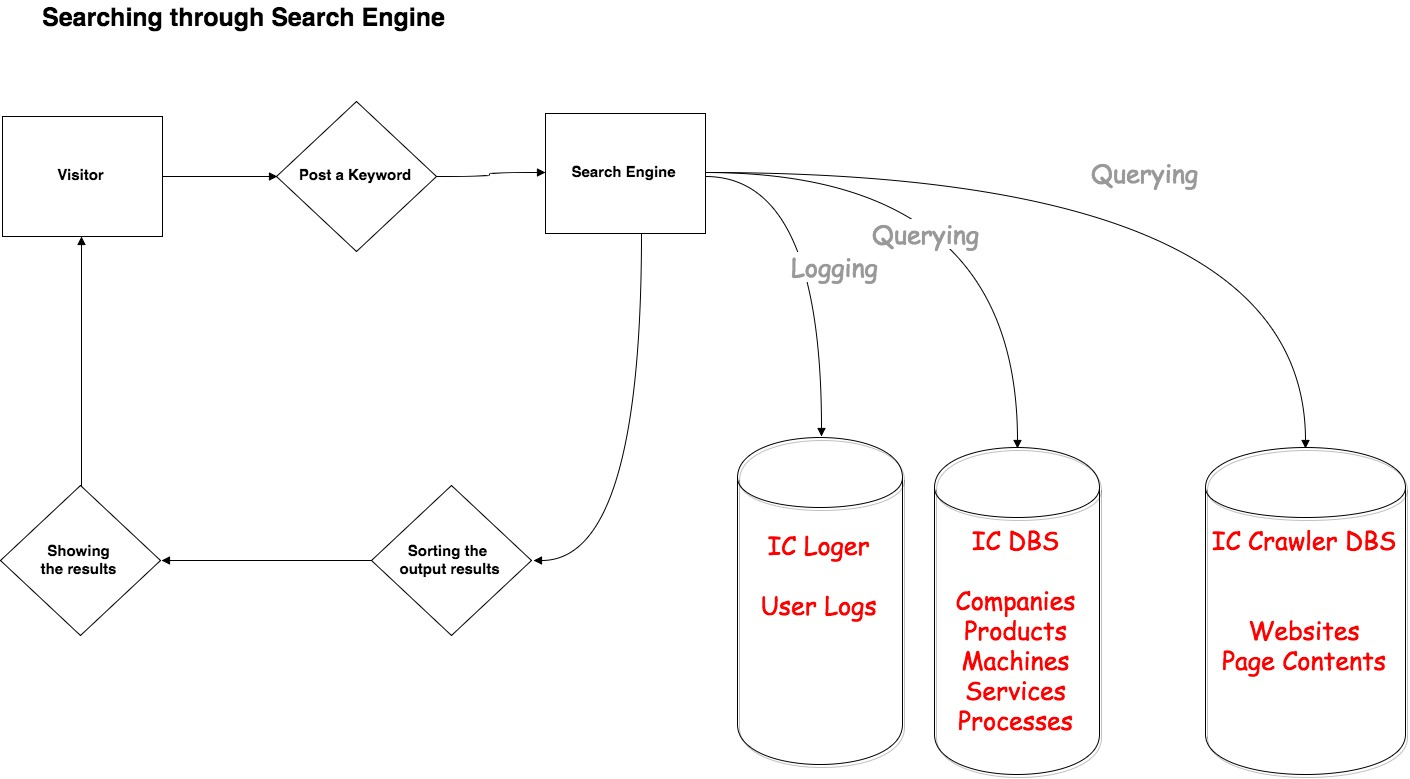 Searching through Search Engine
Visitor
Post a Keyword
Search Engine
Querying
Querying
Logging
Showing
the results
Sorting the
output results
IC Loger
User Logs
IC DBS
Companies
Products
Machines
Services
Processes
IC Crawler DBS
Websites
Page Contents